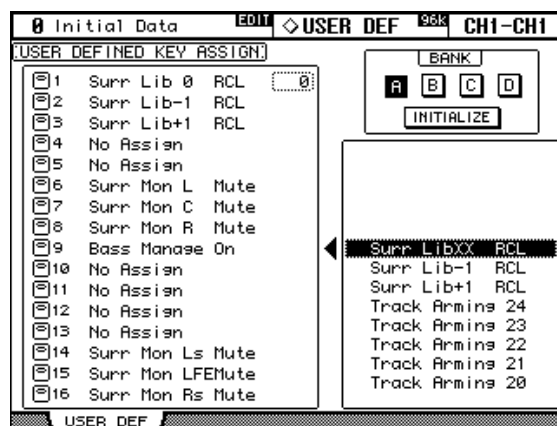 0 Initial Data EDIT ◇USER DEF 96K CH1-CH1
USER DEFINED KEY ASSIGN
1 Surr Lib 0 RCL 0
2 Surr Lib-1 RCL
3 Surr Lib+1 RCL
4 No Assign
5 No Assign
6 Surr Mon L Mute
7 Surr Mon C Mute
8 Surr Mon R Mute
9 Bass Manage On
10 No Assign
11 No Assign
12 No Assign
13 No Assign
14 Surr Mon Ls Mute
15 Surr Mon LFEMute
16 Surr Mon Rs Mute
BANK
A B C D
INITIALIZE
Surr LibXX RCL
Surr Lib-1 RCL
Surr Lib+1 RCL
Track Arming 24
Track Arming 23
Track Arming 22
Track Arming 21
Track Arming 20
USER DEF